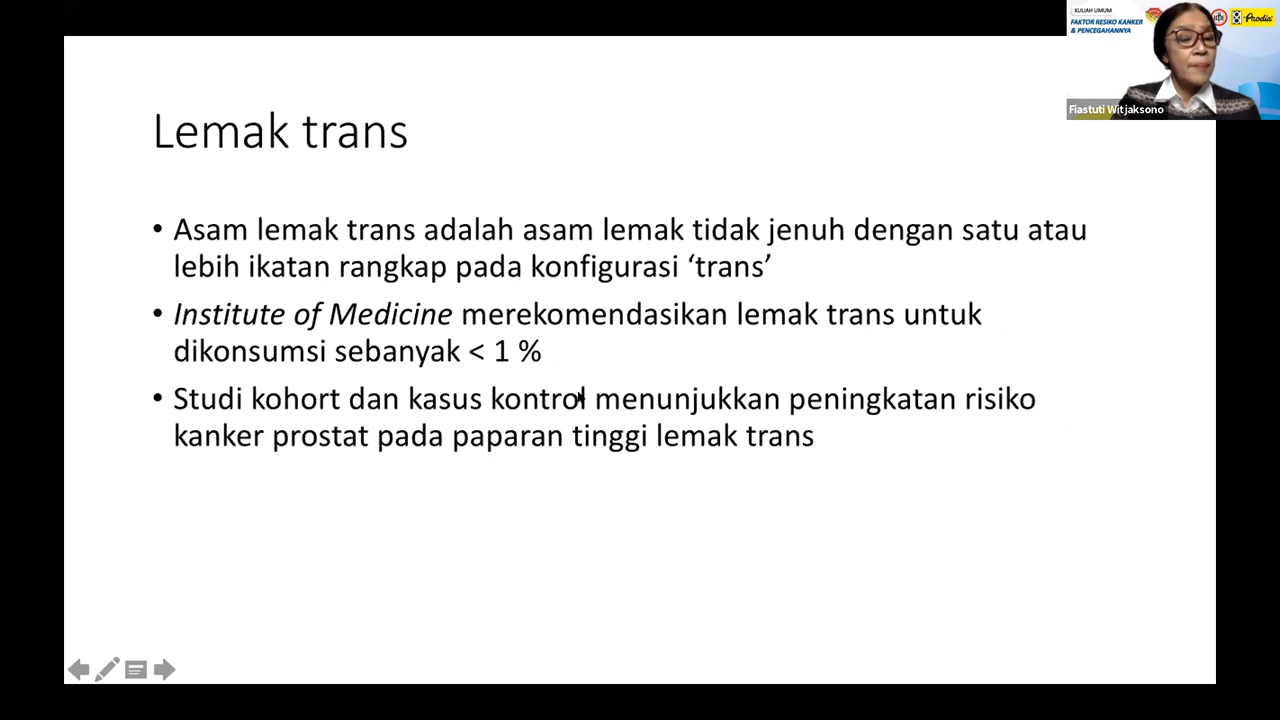 KULIAH UMUM
FAKTOR RESIKO KANKER
& PENCEGAHANNYA
Prodia
Fiastuti Witjaksono
Lemak trans
• Asam lemak trans adalah asam lemak tidak jenuh dengan satu atau
lebih ikatan rangkap pada konfigurasi ‘trans’
• Institute of Medicine merekomendasikan lemak trans untuk
dikonsumsi sebanyak < 1 %
• Studi kohort dan kasus kontrol menunjukkan peningkatan risiko
kanker prostat pada paparan tinggi lemak trans